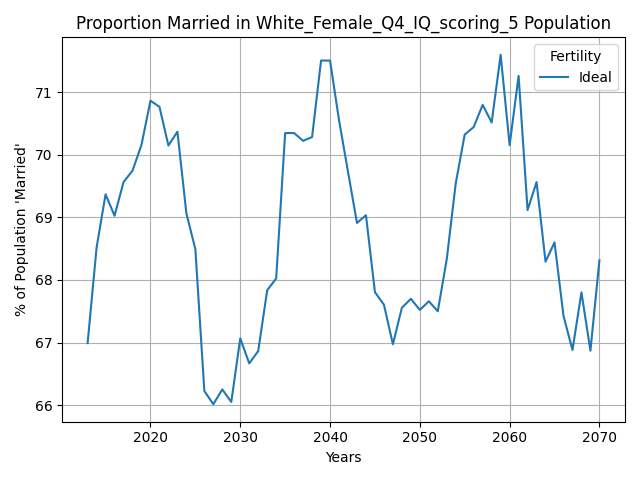 Proportion Married in White_Female_Q4_IQ_scoring_5 Population
Fertility
Ideal
% of Population 'Married'
71
70
69
68
67
66
2020 2030 2040 2050 2060 2070
Years